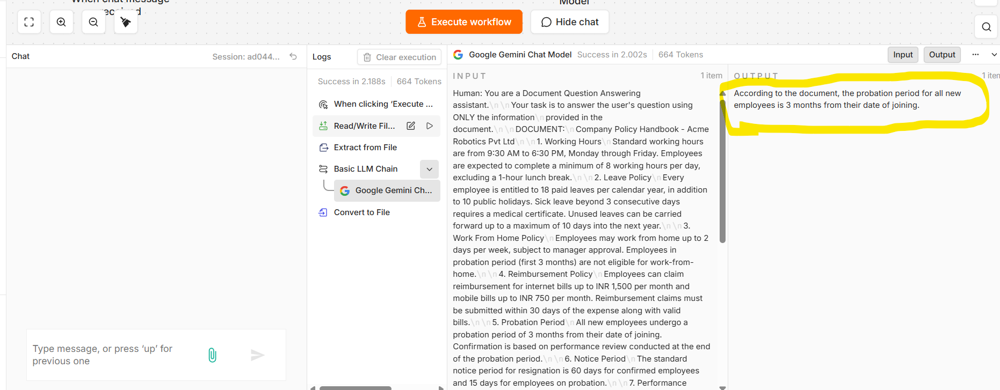 When chat message
received
Model
Execute workflow
Hide chat
Chat
Session: ad044...
Logs
Clear execution
Success in 2.188s
664 Tokens
When clicking ‘Execute ...
Read/Write Fil...
Extract from File
Basic LLM Chain
Google Gemini Ch...
Convert to File
Type message, or press ‘up’ for
previous one
Google Gemini Chat Model
Success in 2.002s
664 Tokens
Input
Output
...
INPUT
1 item
Human: You are a Document Question Answering
assistant.\n\nYour task is to answer the user's question using
ONLY the information\nprovided in the
document.\n\nDOCUMENT:\nCompany Policy Handbook - Acme
Robotics Pvt Ltd\n\n1. Working Hours\nStandard working hours
are from 9:30 AM to 6:30 PM, Monday through Friday. Employees
are expected to complete a minimum of 8 working hours per day,
excluding a 1-hour lunch break.\n\n2. Leave Policy\nEvery
employee is entitled to 18 paid leaves per calendar year, in addition
to 10 public holidays. Sick leave beyond 3 consecutive days
requires a medical certificate. Unused leaves can be carried
forward up to a maximum of 10 days into the next year.\n\n3.
Work From Home Policy\nEmployees may work from home up to 2
days per week, subject to manager approval. Employees in
probation period (first 3 months) are not eligible for work-from-
home.\n\n4. Reimbursement Policy\nEmployees can claim
reimbursement for internet bills up to INR 1,500 per month and
mobile bills up to INR 750 per month. Reimbursement claims must
be submitted within 30 days of the expense along with valid
bills.\n\n5. Probation Period\nAll new employees undergo a
probation period of 3 months from their date of joining.
Confirmation is based on performance review conducted at the end
of the probation period.\n\n6. Notice Period\nThe standard
notice period for resignation is 60 days for confirmed employees
and 15 days for employees on probation.\n\n7. Performance
OUTPUT
1 item
According to the document, the probation period for all new
employees is 3 months from their date of joining.